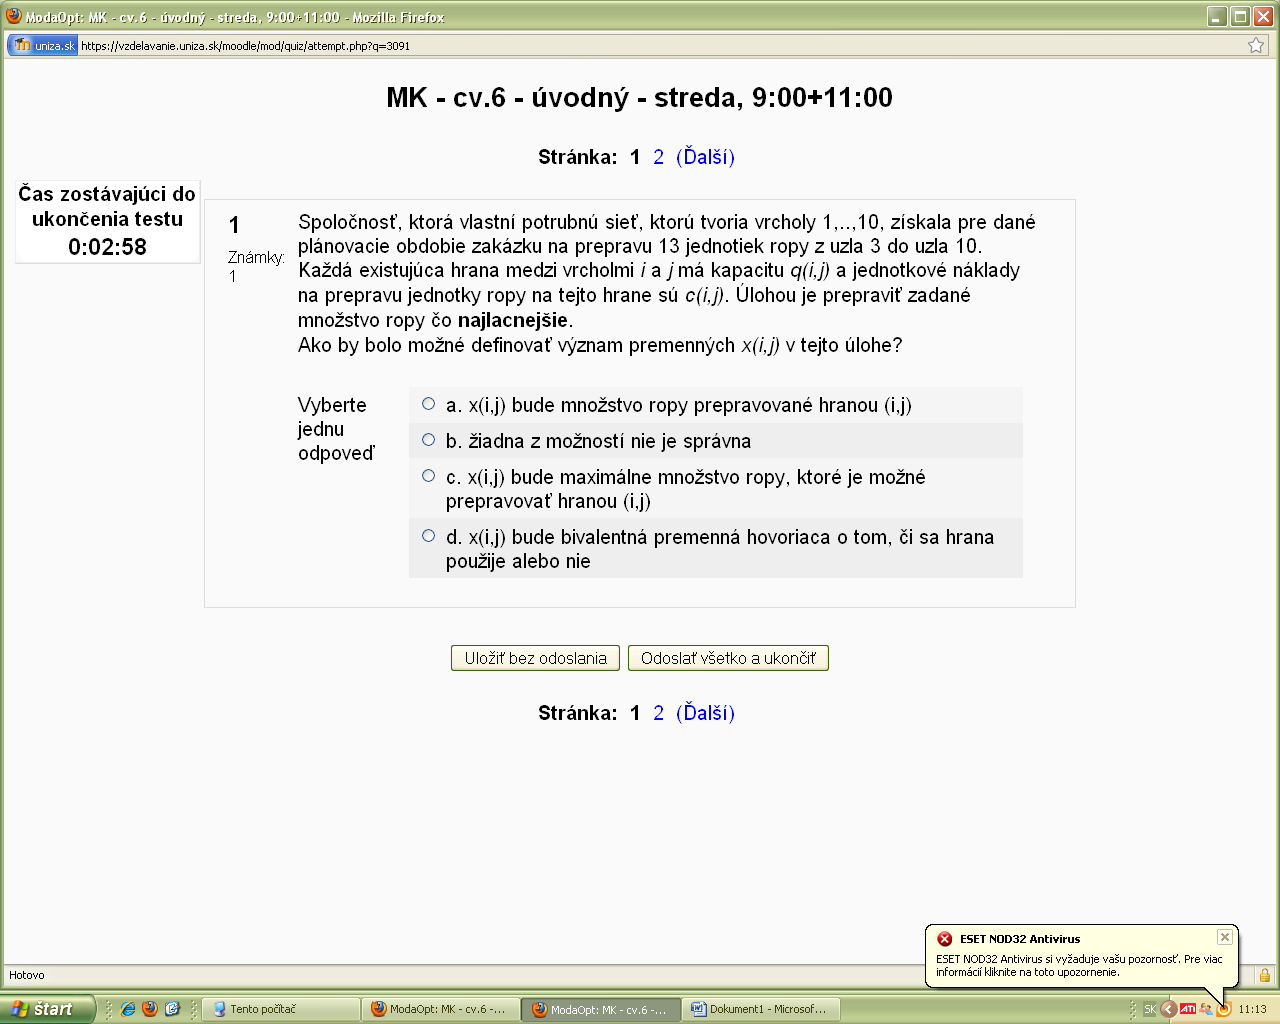 ModaOpt: MK - cv.6 - úvodný - streda, 9:00+11:00 - Mozilla Firefox
uniza.sk https://vzdelavanie.uniza.sk/moodle/mod/quiz/attempt.php?q=3091
MK - cv.6 - úvodný - streda, 9:00+11:00
Stránka: 1 2 (Ďalší)
Čas zostávajúci do
ukončenia testu
0:02:58
1
Známky:
1
Spoločnosť, ktorá vlastní potrubnú sieť, ktorú tvoria vrcholy 1,..,10, získala pre dané
plánovacie obdobie zakázku na prepravu 13 jednotiek ropy z uzla 3 do uzla 10.
Každá existujúca hrana medzi vrcholmi i a j má kapacitu q(i,j) a jednotkové náklady
na prepravu jednotky ropy na tejto hrane sú c(i,j). Úlohou je prepraviť zadané
množstvo ropy čo najlacnejšie.
Ako by bolo možné definovať význam premenných x(i,j) v tejto úlohe?
Vyberte
jednu
odpoveď
a. x(i,j) bude množstvo ropy prepravované hranou (i,j)
b. žiadna z možností nie je správna
c. x(i,j) bude maximálne množstvo ropy, ktoré je možné
prepravovať hranou (i,j)
d. x(i,j) bude bivalentná premenná hovoriaca o tom, či sa hrana
použije alebo nie
Uložiť bez odoslania Odoslať všetko a ukončiť
Stránka: 1 2 (Ďalší)
ESET NOD32 Antivirus
ESET NOD32 Antivirus si vyžaduje vašu pozornosť. Pre viac
informácií kliknite na toto upozornenie.
Hotovo
štart Tento počítač ModaOpt: MK - cv.6 -... ModaOpt: MK - cv.6 -... Dokument1 - Microsof... SK ATI 11:13